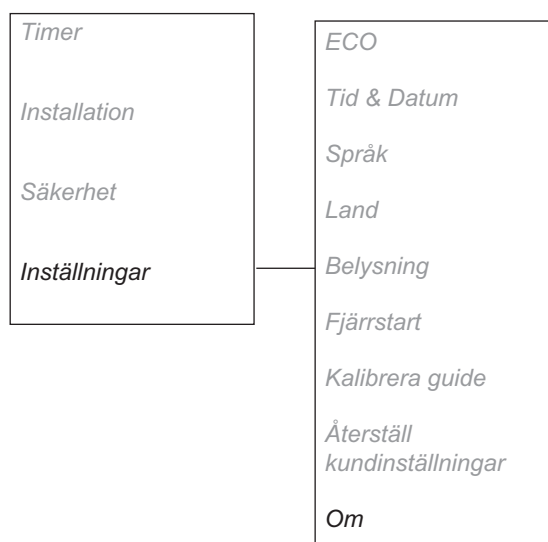 Timer
Installation
Säkerhet
Inställningar
ECO
Tid & Datum
Språk
Land
Belysning
Fjärrstart
Kalibrera guide
Återställ
kundinställningar
Om